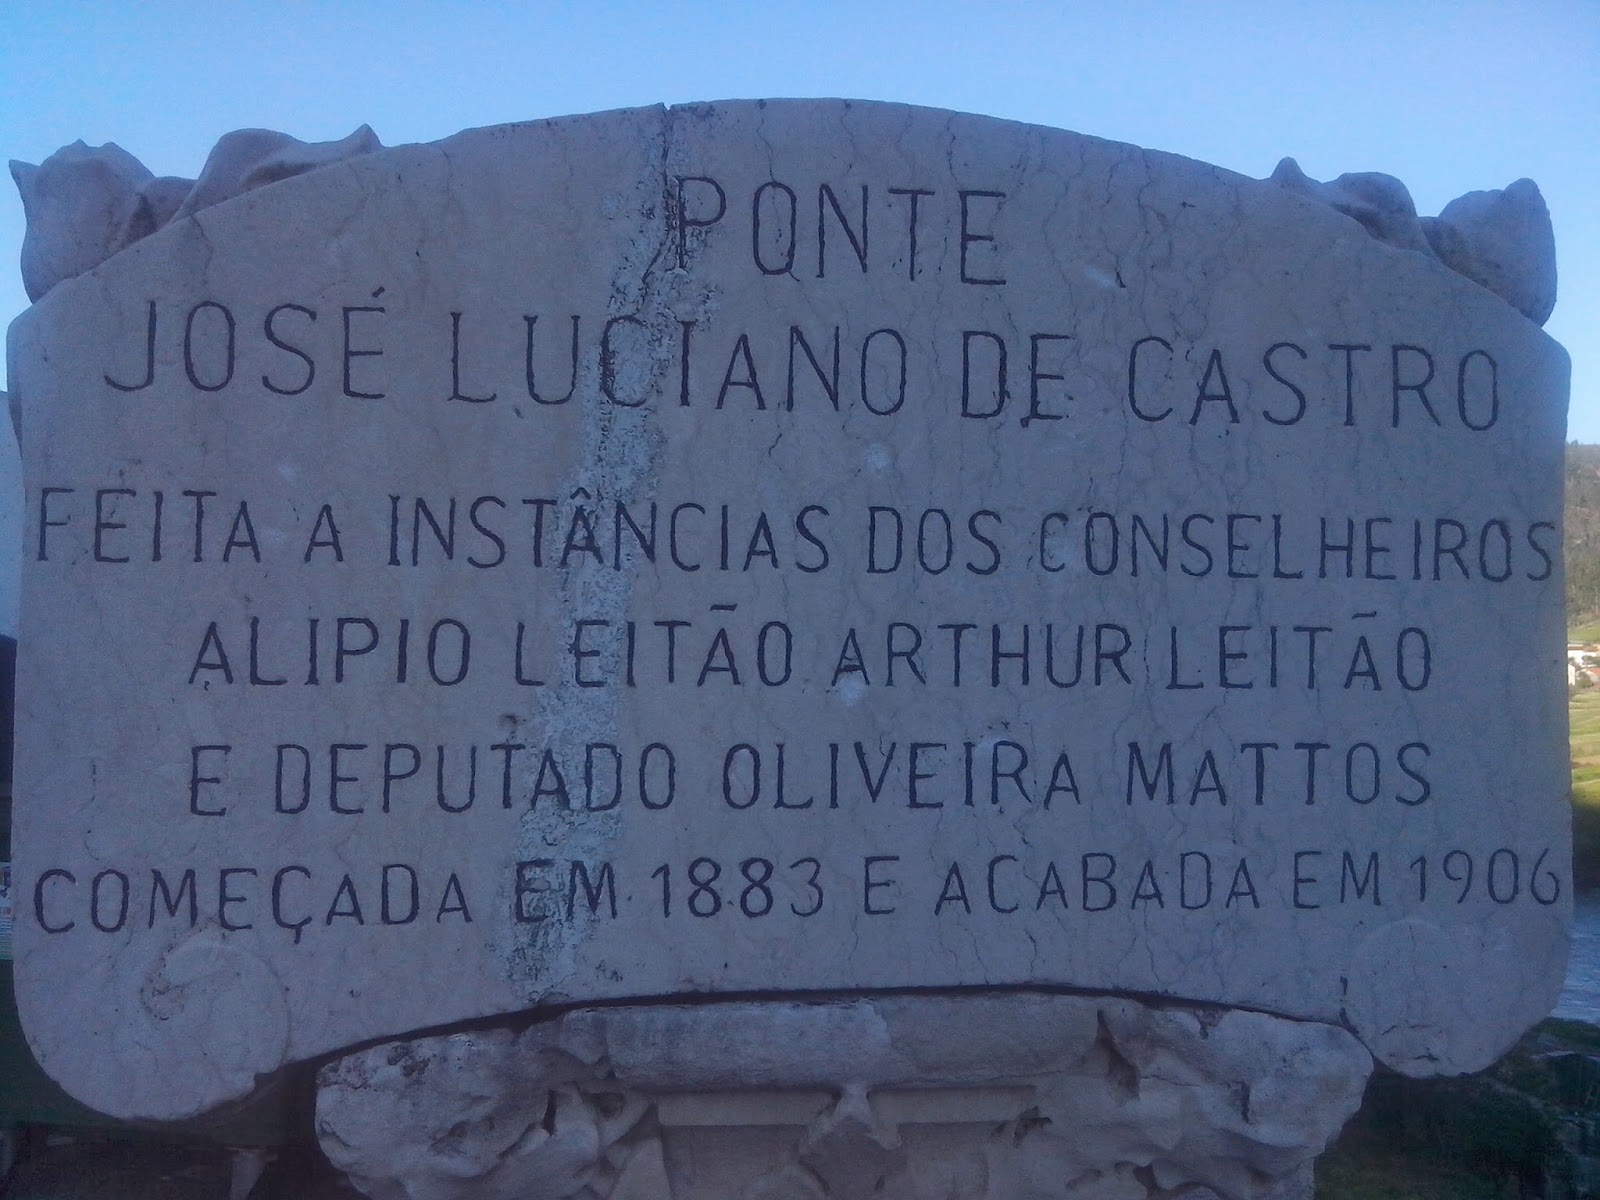 PONTE
JOSÉ LUCIANO DE CASTRO
FEITA A INSTÂNCIAS DOS CONSELHEIROS
ALIPIO LEITÃO ARTHUR LEITÃO
E DEPUTADO OLIVEIRA MATTOS
COMEÇADA EM 1883 E ACABADA EM 1906